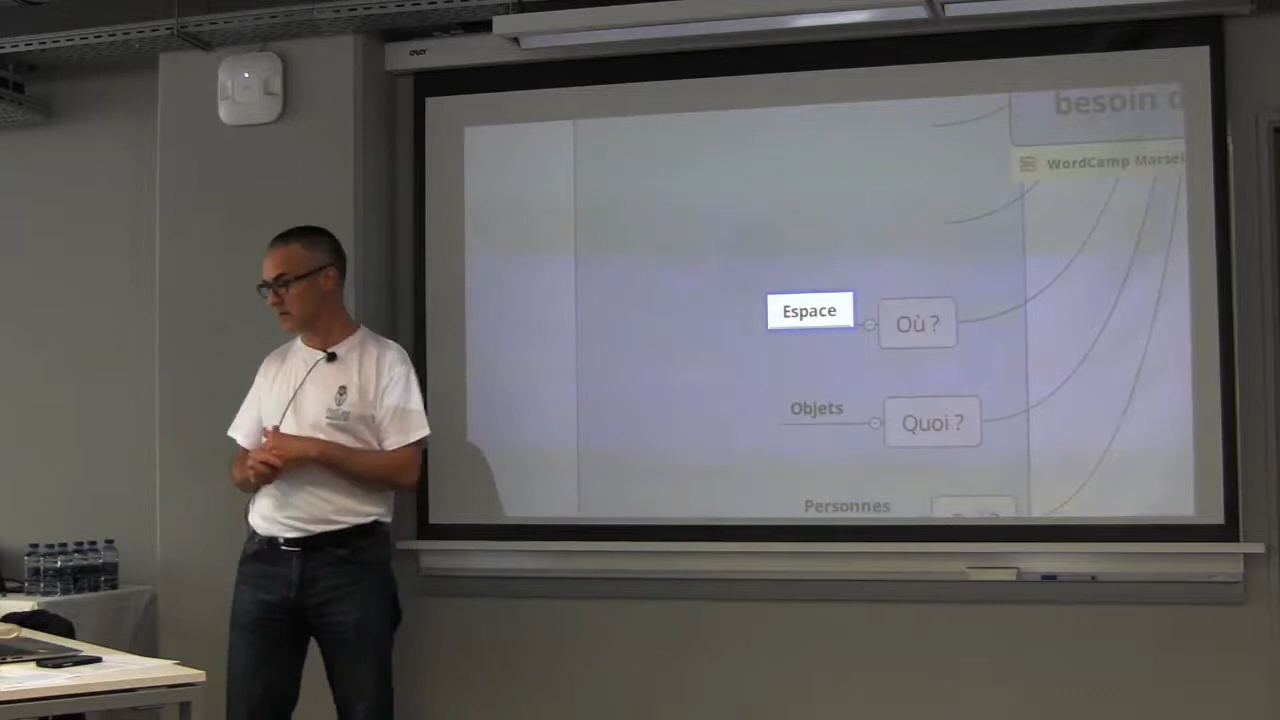 besoin
WordCamp Marsei
Espace
Où ?
Objets
Quoi ?
Personnes